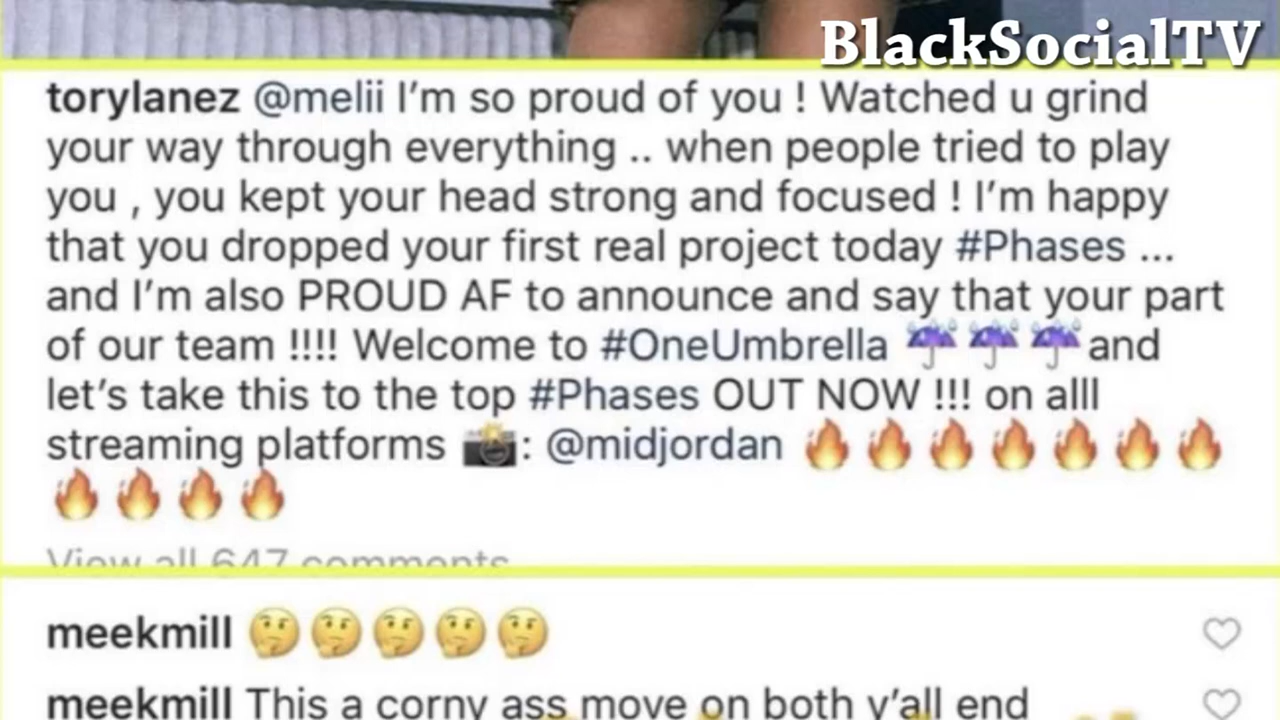 BlackSocialTV
torylanez @melii I'm so proud of you ! Watched u grind
your way through everything .. when people tried to play
you , you kept your head strong and focused ! I'm happy
that you dropped your first real project today #Phases ...
and I'm also PROUD AF to announce and say that your part
of our team !!!! Welcome to #OneUmbrella ☔☔☔and
let's take this to the top #Phases OUT NOW !!! on alll
streaming platforms 📸: @midjordan 🔥🔥🔥🔥🔥🔥🔥
🔥🔥🔥🔥
View all 647 comments
meekmill 🤔🤔🤔🤔🤔
meekmill This a corny ass move on both y'all end